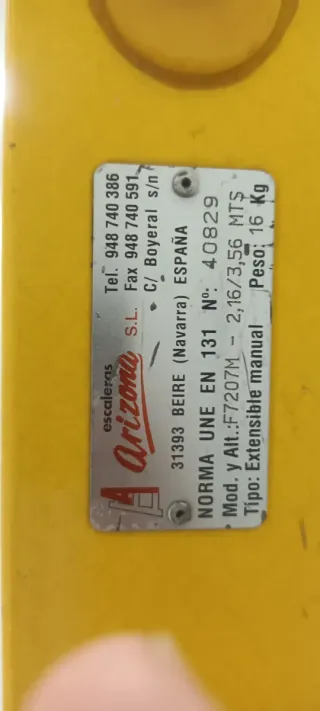 escaleras
Arizona S.L.
Tel. 948 740 386
Fax 948 740 591
C/ Boyeral s/n
31393 BEIRE (Navarra) ESPAÑA
NORMA UNE EN 131 Nº: 40829
Mod. y Alt.:F7207M - 2,16/3,56 MTS
Tipo: Extensible manual Peso: 16 Kg